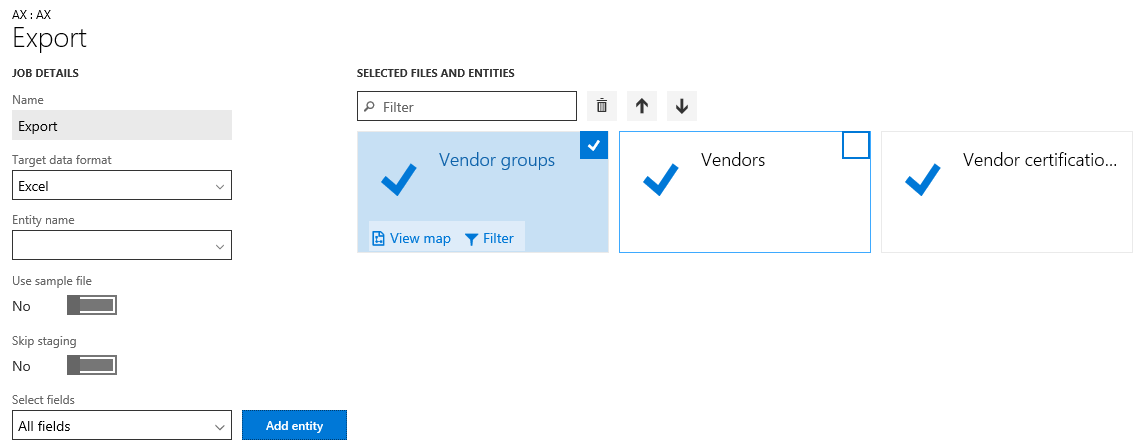 AX : AX
Export
JOB DETAILS
Name
Export
Target data format
Excel
Entity name
Use sample file
No
Skip staging
No
Select fields
All fields
Add entity
SELECTED FILES AND ENTITIES
Filter
Vendor groups
View map Filter
Vendors
Vendor certificatio...